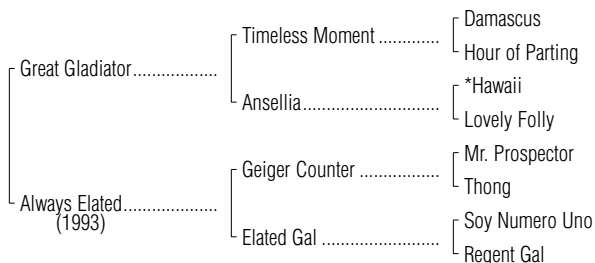 Damascus
Timeless Moment ............
Hour of Parting
Great Gladiator..................
*Hawaii
Ansellia.............................
Lovely Folly
Mr. Prospector
Geiger Counter .................
Thong
Always Elated....................
(1993)
Soy Numero Uno
Elated Gal .........................
Regent Gal